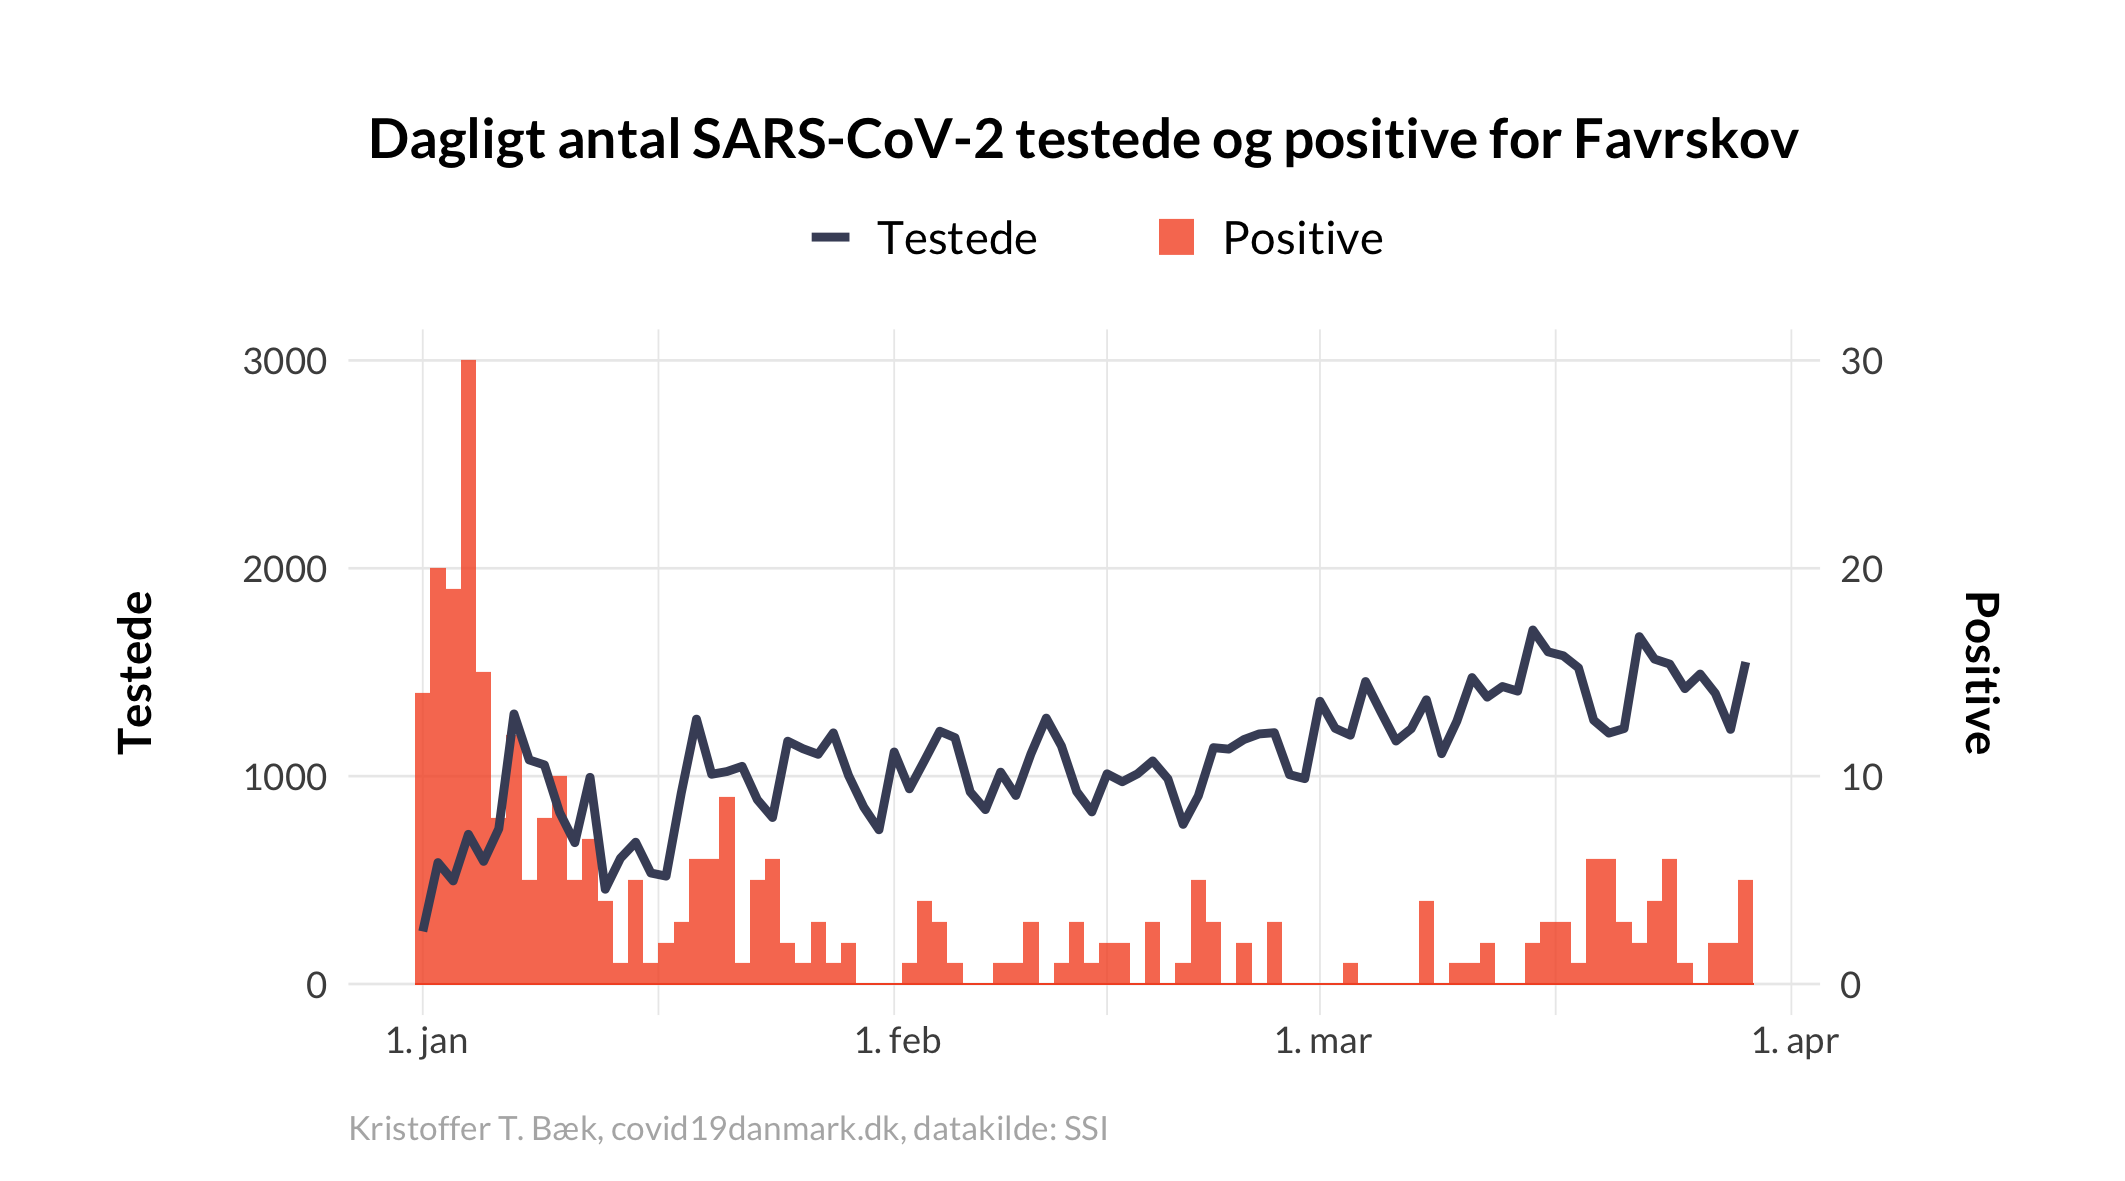 Dagligt antal SARS-CoV-2 testede og positive for Favrskov
Testede Positive
3000 30
2000 20
1000 10
0 0
Testede
Positive
1. jan 1. feb 1. mar 1. apr
Kristoffer T. Bæk, covid19danmark.dk, datakilde: SSI